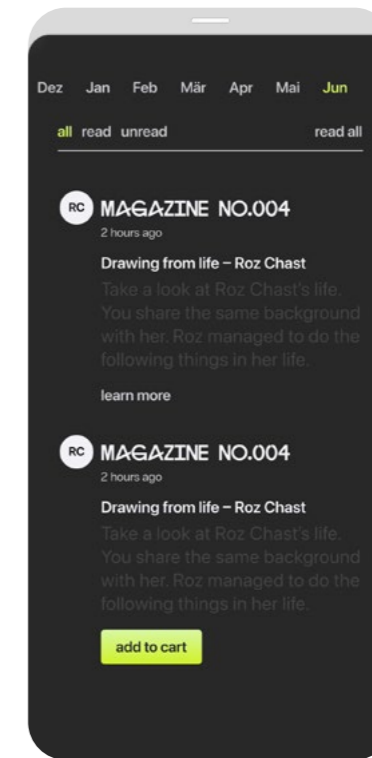 Dez Jan Feb Mär Apr Mai Jun
all read unread read all
RC MAGAZINE NO.004
2 hours ago
Drawing from life – Roz Chast
Take a look at Roz Chast's life.
You share the same background
with her. Roz managed to do the
following things in her life.
learn more
RC MAGAZINE NO.004
2 hours ago
Drawing from life – Roz Chast
Take a look at Roz Chast's life.
You share the same background
with her. Roz managed to do the
following things in her life.
add to cart